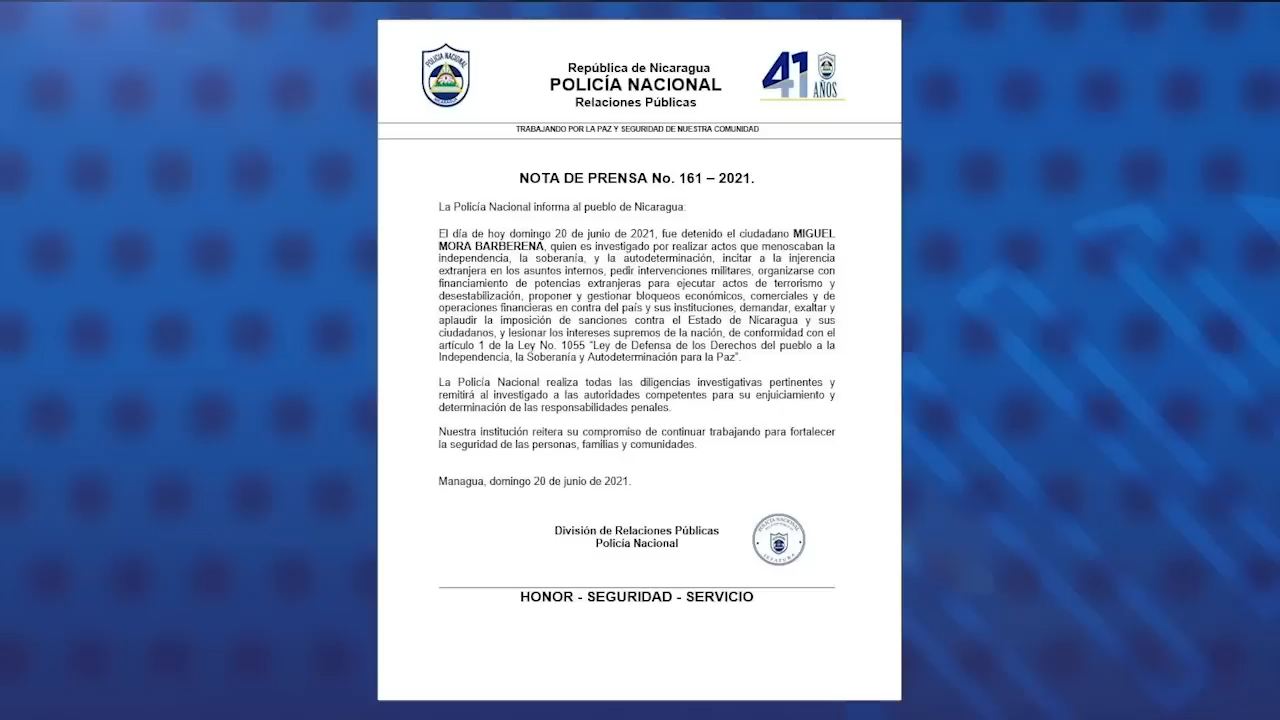 POLICÍA NACIONAL
NICARAGUA
República de Nicaragua
POLICÍA NACIONAL
Relaciones Públicas
41
AÑOS
TRABAJANDO POR LA PAZ Y SEGURIDAD DE NUESTRA COMUNIDAD
NOTA DE PRENSA No. 161 – 2021.
La Policía Nacional informa al pueblo de Nicaragua:
El día de hoy domingo 20 de junio de 2021, fue detenido el ciudadano MIGUEL
MORA BARBERENA, quien es investigado por realizar actos que menoscaban la
independencia, la soberanía, y la autodeterminación, incitar a la injerencia
extranjera en los asuntos internos, pedir intervenciones militares, organizarse con
financiamiento de potencias extranjeras para ejecutar actos de terrorismo y
desestabilización, proponer y gestionar bloqueos económicos, comerciales y de
operaciones financieras en contra del país y sus instituciones, demandar, exaltar y
aplaudir la imposición de sanciones contra el Estado de Nicaragua y sus
ciudadanos, y lesionar los intereses supremos de la nación, de conformidad con el
artículo 1 de la Ley No. 1055 "Ley de Defensa de los Derechos del pueblo a la
Independencia, la Soberanía y Autodeterminación para la Paz".
La Policía Nacional realiza todas las diligencias investigativas pertinentes y
remitirá al investigado a las autoridades competentes para su enjuiciamiento y
determinación de las responsabilidades penales.
Nuestra institución reitera su compromiso de continuar trabajando para fortalecer
la seguridad de las personas, familias y comunidades.
Managua, domingo 20 de junio de 2021.
División de Relaciones Públicas
Policía Nacional
POLICÍA NACIONAL
JEFATURA
HONOR - SEGURIDAD - SERVICIO